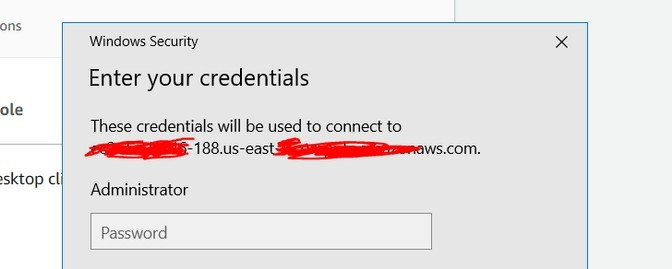 ons
Windows Security
Enter your credentials
ole
These credentials will be used to connect to
-188.us-east aws.com.
esktop cli
Administrator
Password